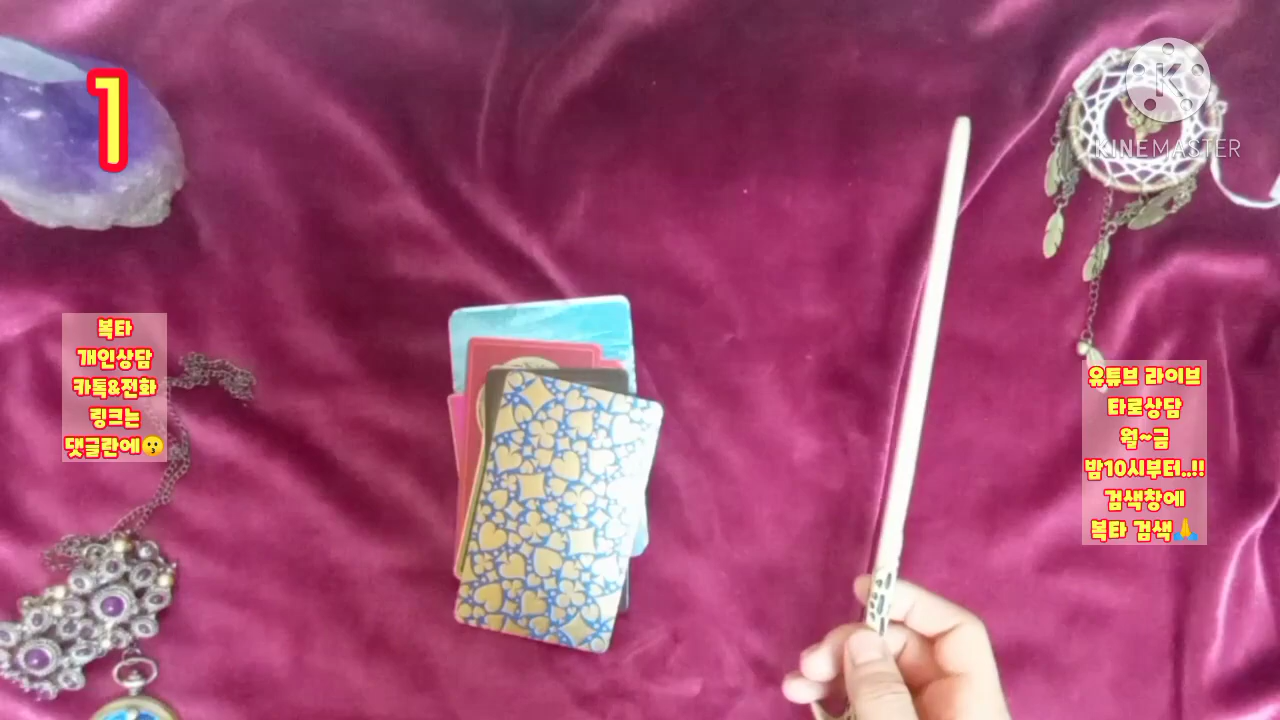 1
KINEMASTER
복타
개인상담
카톡&전화
링크는
댓글란에😗
유튜브 라이브
타로상담
월~금
밤10시부터..!!
검색창에
복타 검색🙏